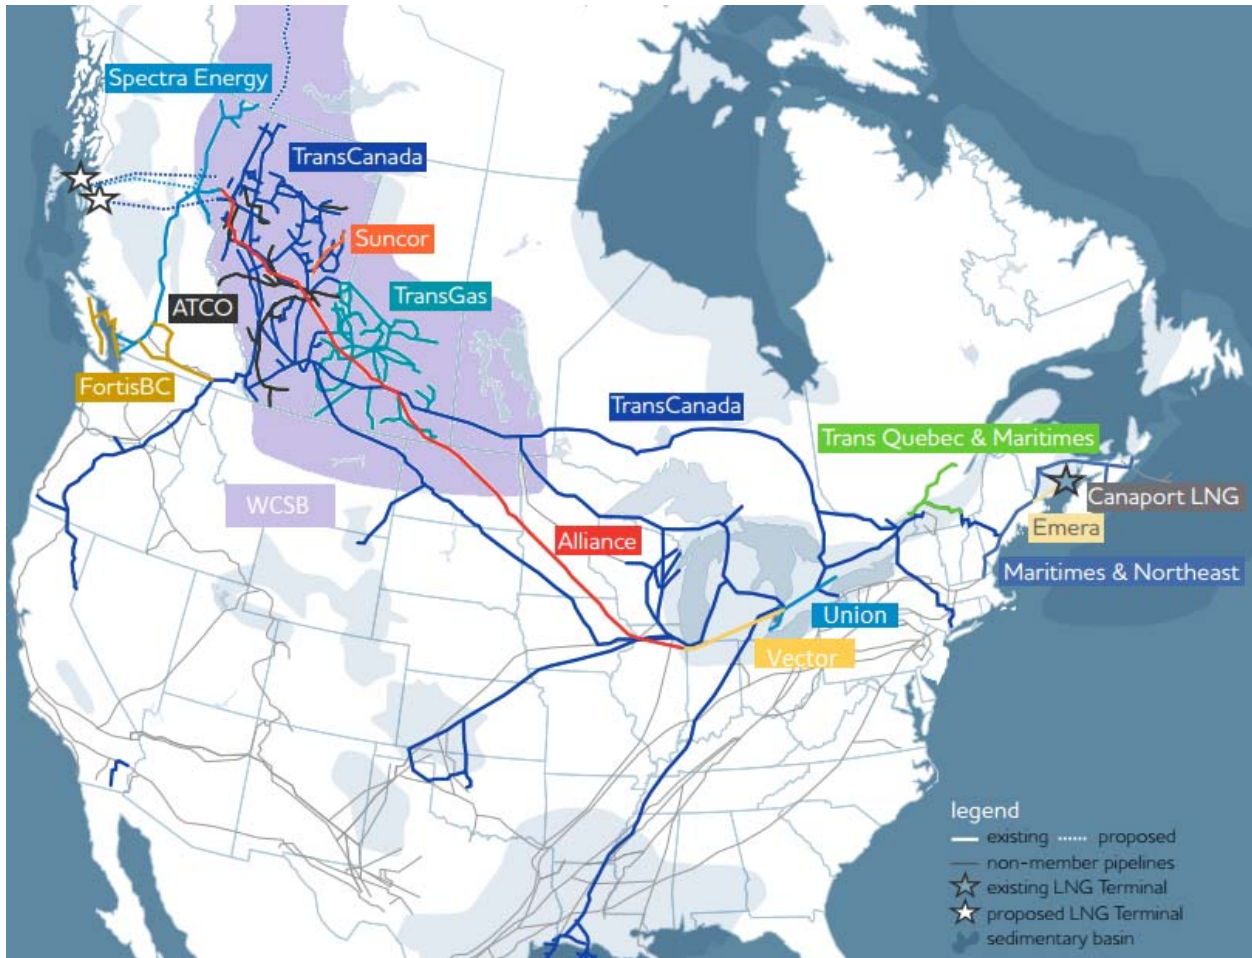 Spectra Energy
TransCanada
Suncor
TransGas
ATCO
FortisBC
TransCanada
Trans Quebec & Maritimes
WCSB
Canaport LNG
Emera
Alliance
Maritimes & Northeast
Union
Vector
legend
existing proposed
non-member pipelines
existing LNG Terminal
proposed LNG Terminal
sedimentary basin